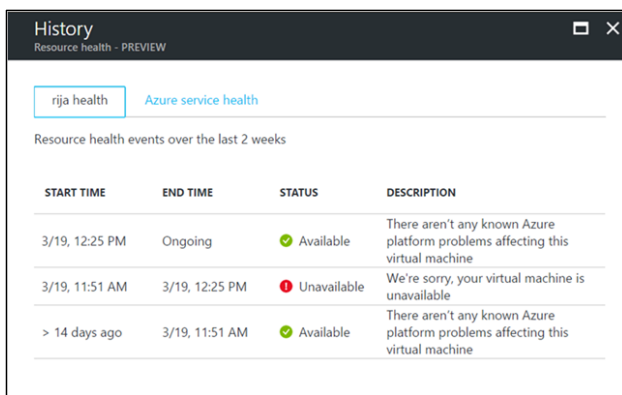 History
Resource health - PREVIEW
rija health
Azure service health
Resource health events over the last 2 weeks
START TIME END TIME STATUS DESCRIPTION
3/19, 12:25 PM Ongoing Available There aren't any known Azure
platform problems affecting this
virtual machine
3/19, 11:51 AM 3/19, 12:25 PM Unavailable We're sorry, your virtual machine is
unavailable
> 14 days ago 3/19, 11:51 AM Available There aren't any known Azure
platform problems affecting this
virtual machine